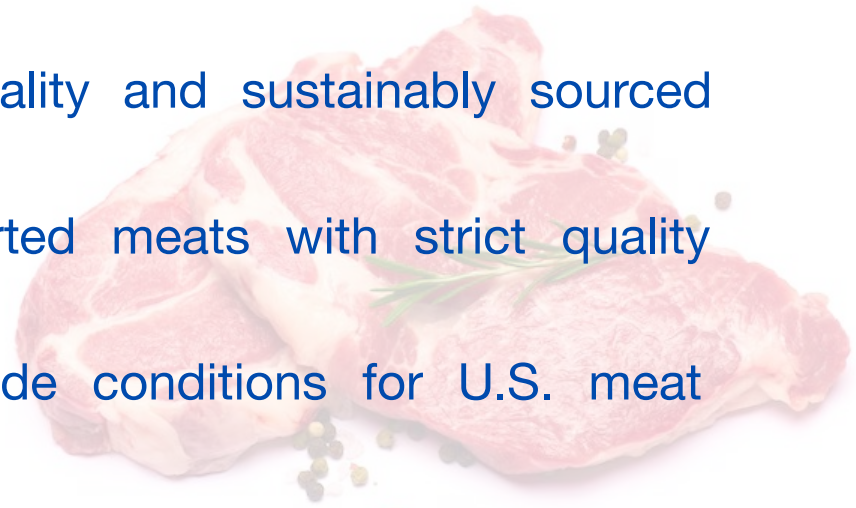 ality and sustainably sourced
rted meats with strict quality
de conditions for U.S. meat